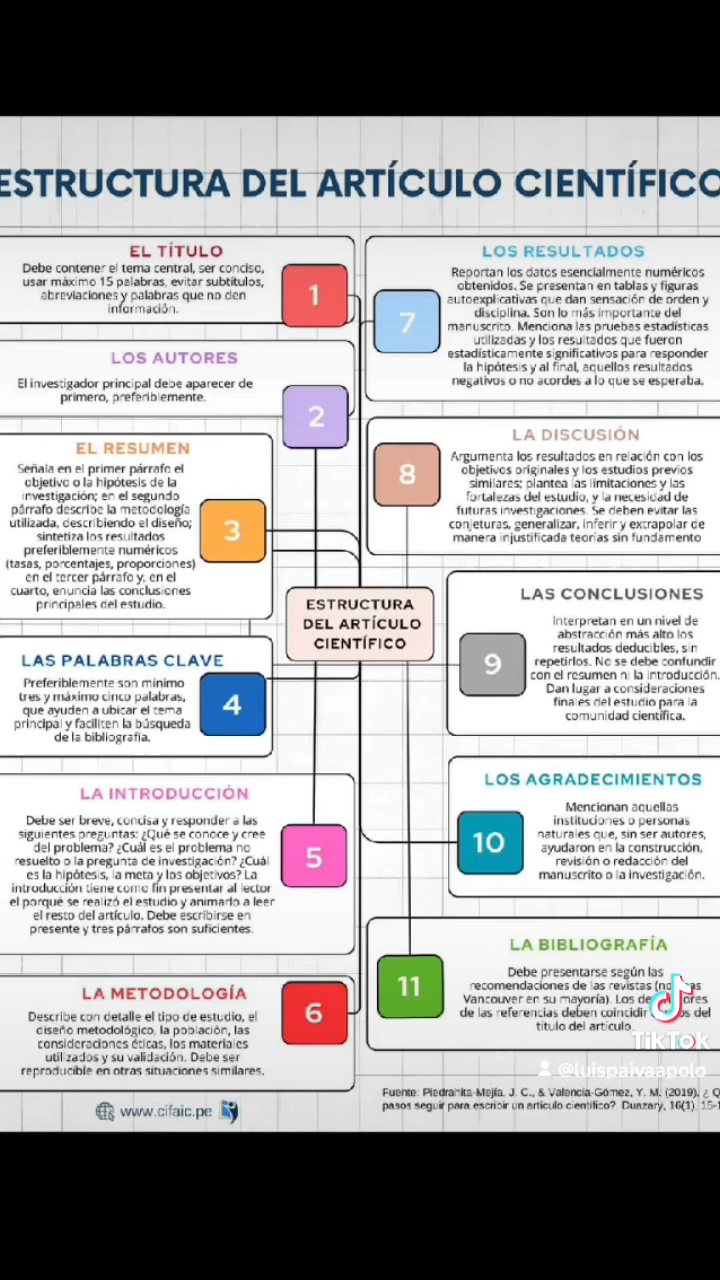 ESTRUCTURA DEL ARTÍCULO CIENTÍFICO
EL TÍTULO
Debe contener el tema central, ser conciso,
usar máximo 15 palabras, evitar subtítulos,
abreviaciones y palabras que no den
información.
1
LOS AUTORES
El investigador principal debe aparecer de
primero, preferiblemente.
2
EL RESUMEN
Señala en el primer párrafo el
objetivo o la hipótesis de la
investigación; en el segundo
párrafo describe la metodología
utilizada, describiendo el diseño;
sintetiza los resultados
preferiblemente numéricos
(tasas, porcentajes, proporciones)
en el tercer párrafo y, en el
cuarto, enuncia las conclusiones
principales del estudio.
3
LAS PALABRAS CLAVE
Preferiblemente son mínimo
tres y máximo cinco palabras,
que ayuden a ubicar el tema
principal y faciliten la búsqueda
de la bibliografía.
4
LA INTRODUCCIÓN
Debe ser breve, concisa y responder a las
siguientes preguntas: ¿Qué se conoce y cree
del problema? ¿Cuál es el problema no
resuelto o la pregunta de investigación? ¿Cuál
es la hipótesis, la meta y los objetivos? La
introducción tiene como fin presentar al lector
el porqué se realizó el estudio y animarlo a leer
el resto del artículo. Debe escribirse en
presente y tres párrafos son suficientes.
5
LA METODOLOGÍA
Describe con detalle el tipo de estudio, el
diseño metodológico, la población, las
consideraciones éticas, los materiales
utilizados y su validación. Debe ser
reproducible en otras situaciones similares.
6
ESTRUCTURA
DEL ARTÍCULO
CIENTÍFICO
LOS RESULTADOS
Reportan los datos esencialmente numéricos
obtenidos. Se presentan en tablas y figuras
autoexplicativas que dan sensación de orden y
disciplina. Son lo más importante del
manuscrito. Menciona las pruebas estadísticas
utilizadas y los resultados que fueron
estadísticamente significativos para responder
la hipótesis y al final, aquellos resultados
negativos o no acordes a lo que se esperaba.
7
LA DISCUSIÓN
Argumenta los resultados en relación con los
objetivos originales y los estudios previos
similares; plantea las limitaciones y las
fortalezas del estudio, y la necesidad de
futuras investigaciones. Se deben evitar las
conjeturas, generalizar, inferir y extrapolar de
manera injustificada teorías sin fundamento
8
LAS CONCLUSIONES
Interpretan en un nivel de
abstracción más alto los
resultados deducibles, sin
repetirlos. No se debe confundir
con el resumen ni la introducción.
Dan lugar a consideraciones
finales del estudio para la
comunidad científica.
9
LOS AGRADECIMIENTOS
Mencionan aquellas
instituciones o personas
naturales que, sin ser autores,
ayudaron en la construcción,
revisión o redacción del
manuscrito o la investigación.
10
LA BIBLIOGRAFÍA
Debe presentarse según las
recomendaciones de las revistas
Vancouver en su mayoría). Los
de las referencias deben coincidir del
título del artículo.
11
TikTok
@luispaivaapolo
www.cifaic.pe
Fuente: Piedrahita-Mejía, J. C., & Valencia-Gómez, Y. M. (2019). ¿
pasos seguir para escribir un artículo científico? Duazary, 16(1),